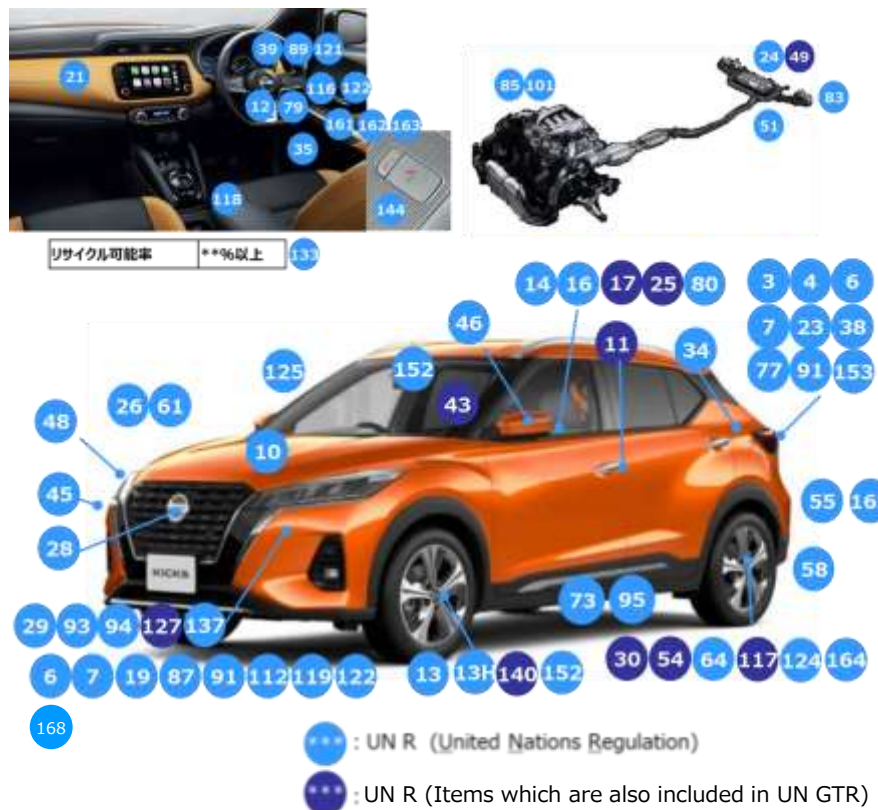 39 89 121
21
116 122
12 79
161 162 163
35
118
144
24 49
85 101
83
51
リサイクル可能率 **%以上 133
14 16 17 25 80
3 4 6
46
7 23 38
11
34
125
152
77 91 153
43
26 61
48
10
45
55 16
28
KICKS
58
73 95
29 93 94 127 137
30 54 64 117 124 164
6 7 19 87 91 112 119 122
13 13H 140 152
168
*** : UN R (United Nations Regulation)
*** : UN R (Items which are also included in UN GTR)